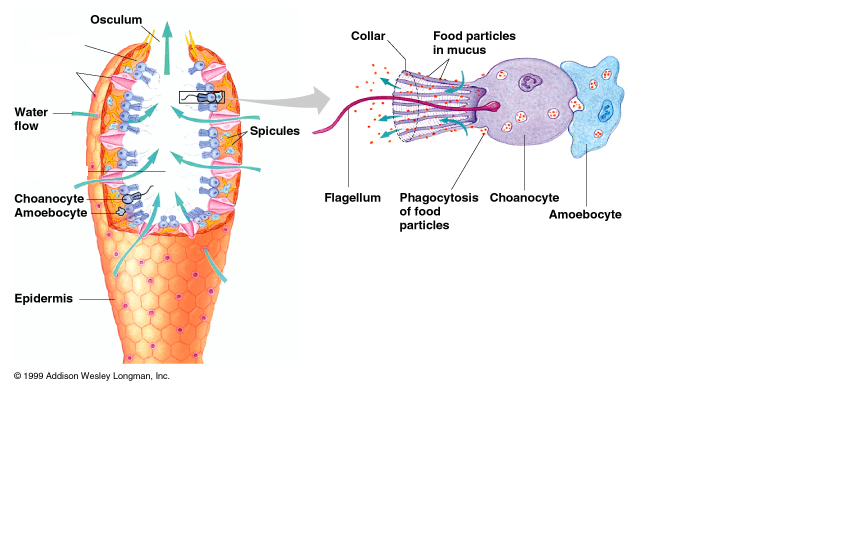 Osculum
Water
flow
Spicules
Choanocyte
Amoebocyte
Epidermis
Collar
Food particles
in mucus
Flagellum
Phagocytosis
of food
particles
Choanocyte
Amoebocyte
© 1999 Addison Wesley Longman, Inc.